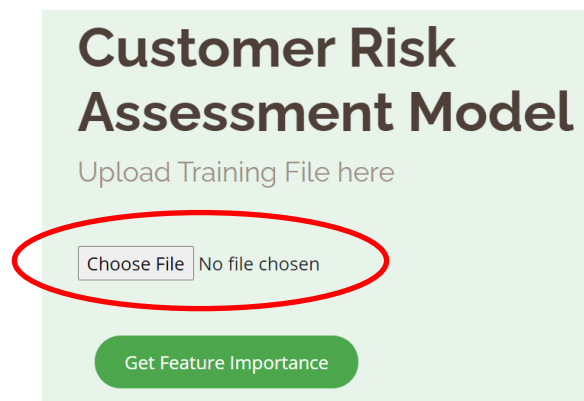 Customer Risk
Assessment Model
Upload Training File here
Choose File No file chosen
Get Feature Importance